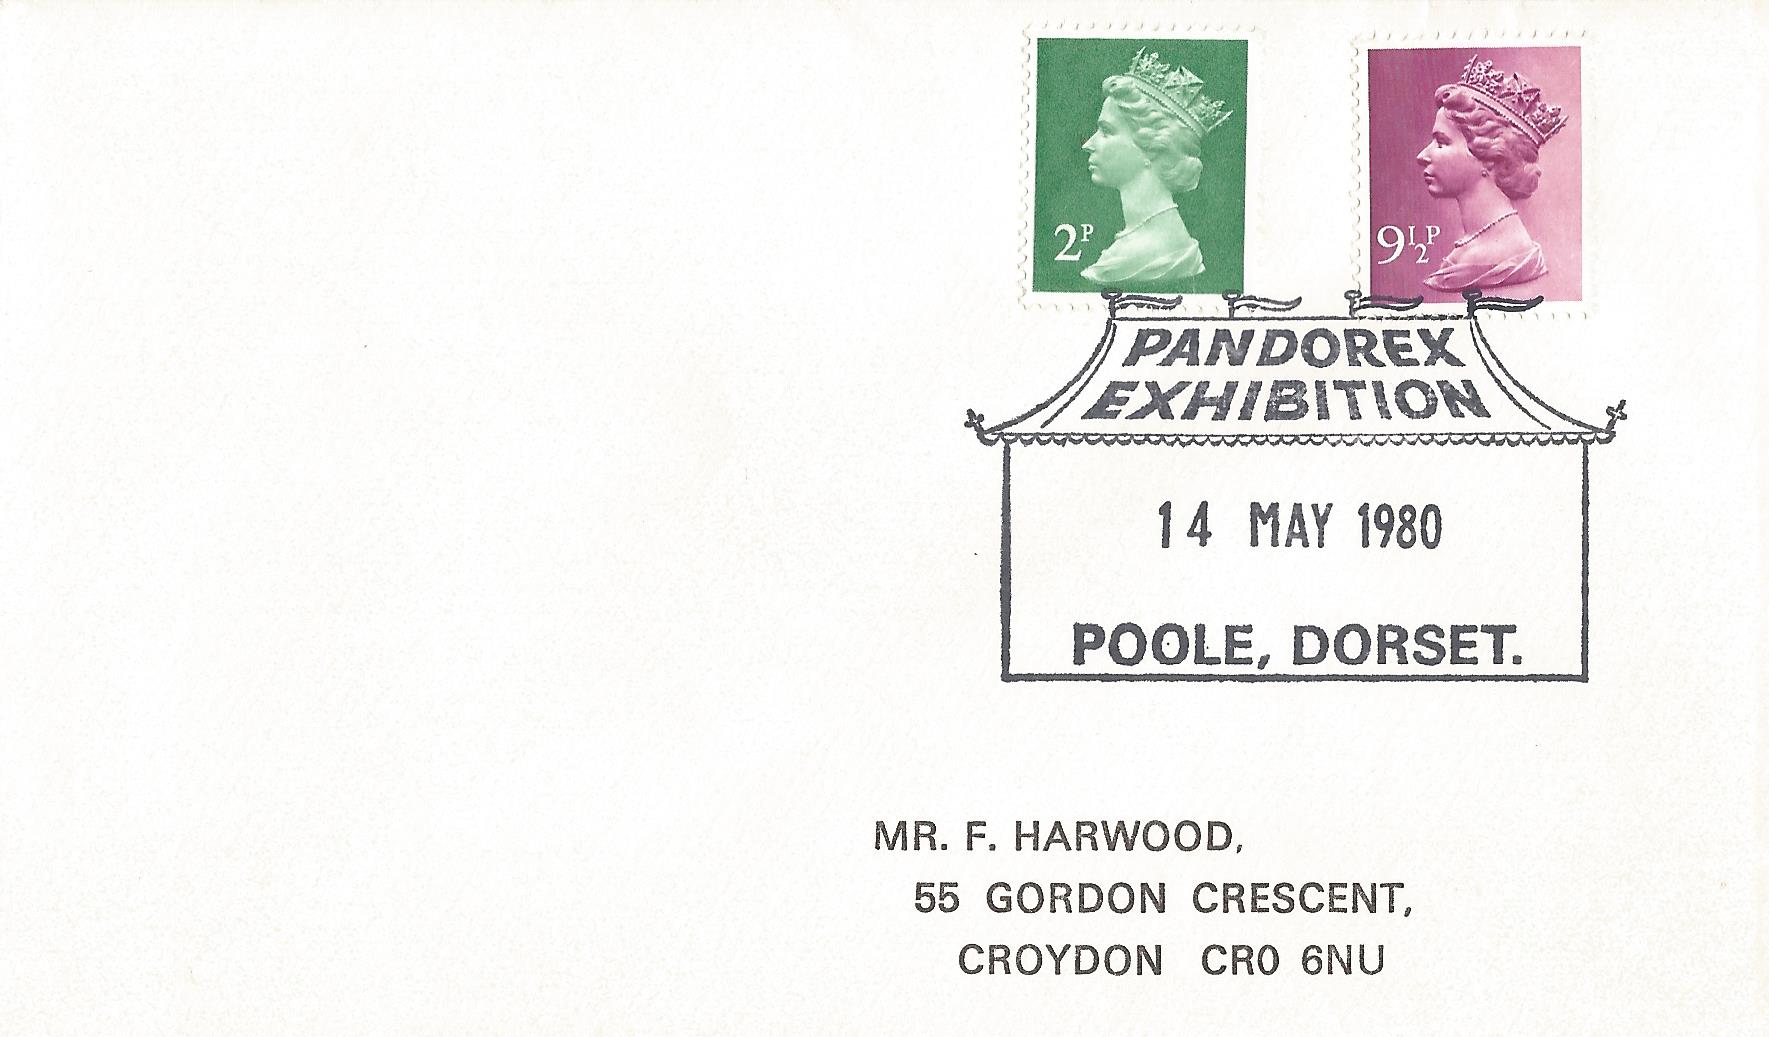 2P
9½P
PANDOREX
EXHIBITION
14 MAY 1980
POOLE, DORSET.
MR. F. HARWOOD,
55 GORDON CRESCENT,
CROYDON CR0 6NU